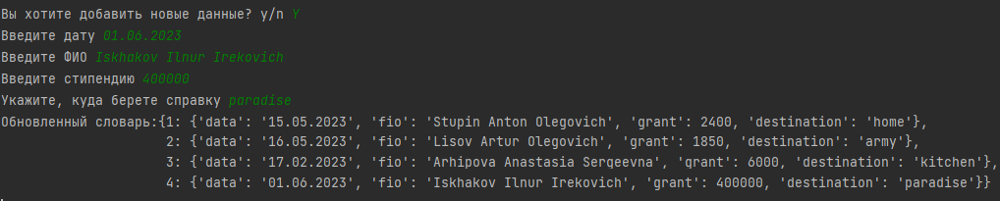 Вы хотите добавить новые данные? y/n Y
Введите дату 01.06.2023
Введите ФИО Iskhakov Ilnur Irekovich
Введите стипендию 400000
Укажите, куда берете справку paradise
Обновленный словарь:{1: {'data': '15.05.2023', 'fio': 'Stupin Anton Olegovich', 'grant': 2400, 'destination': 'home'},
2: {'data': '16.05.2023', 'fio': 'Lisov Artur Olegovich', 'grant': 1850, 'destination': 'army'},
3: {'data': '17.02.2023', 'fio': 'Arhipova Anastasia Sergeevna', 'grant': 6000, 'destination': 'kitchen'},
4: {'data': '01.06.2023', 'fio': 'Iskhakov Ilnur Irekovich', 'grant': 400000, 'destination': 'paradise'}}